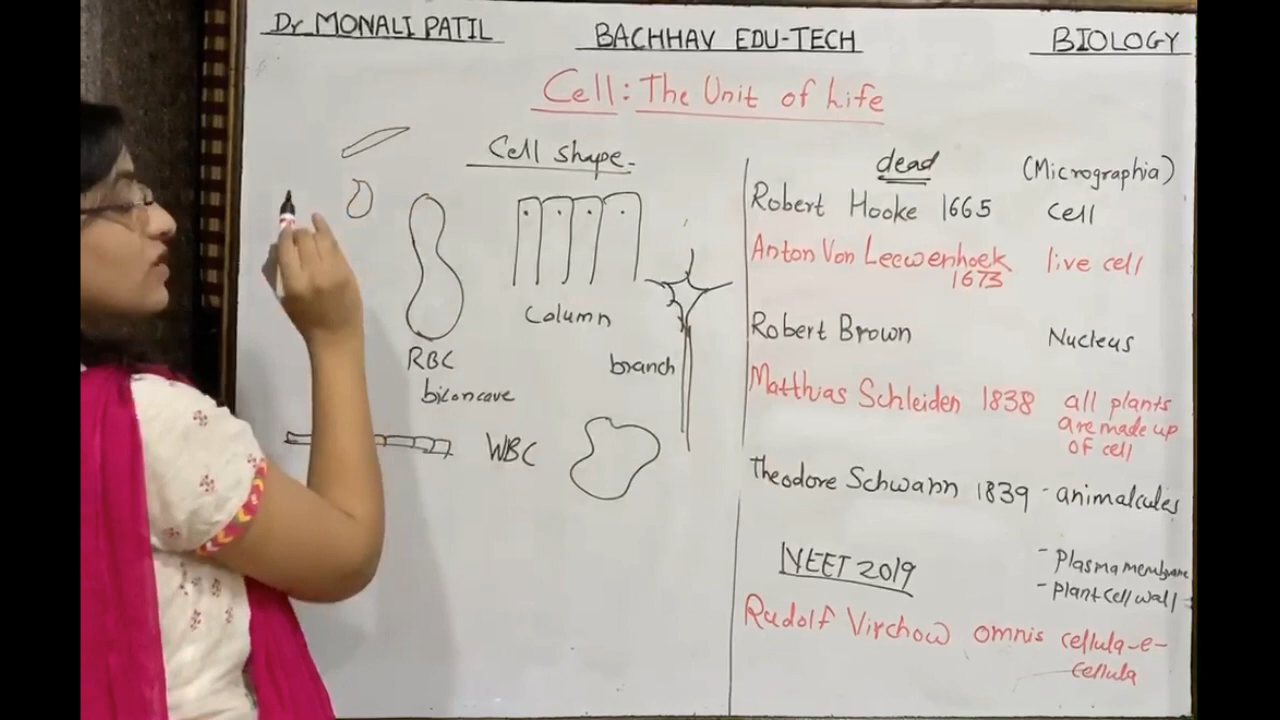 Dr MONALI PATIL
BACHHAV EDU-TECH
BIOLOGY
Cell: The Unit of Life
Cell shape-
RBC
biconcave
Column
branch
WBC
dead
(Micrographia)
Robert Hooke 1665 cell
Anton Von Leewenhoek live cell
1673
Robert Brown Nucleus
Matthias Schleiden 1838 all plants
are made up
of cell
Theodore Schwann 1839 - animalcules
NEET 2019
- Plasma membrane
- Plant cell wall
Rudolf Virchow omnis cellula-e-
cellula